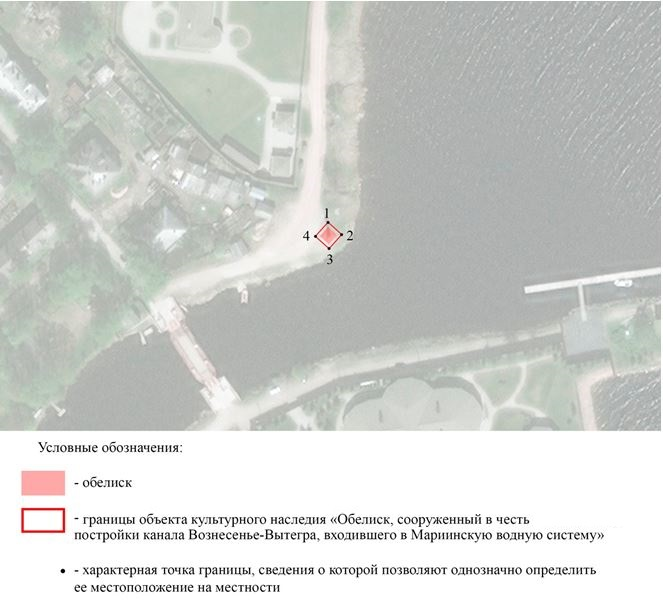 1
4
2
3
Условные обозначения:
- обелиск
- границы объекта культурного наследия «Обелиск, сооруженный в честь
постройки канала Вознесенье-Вытегра, входившего в Мариинскую водную систему»
- характерная точка границы, сведения о которой позволяют однозначно определить
ее местоположение на местности